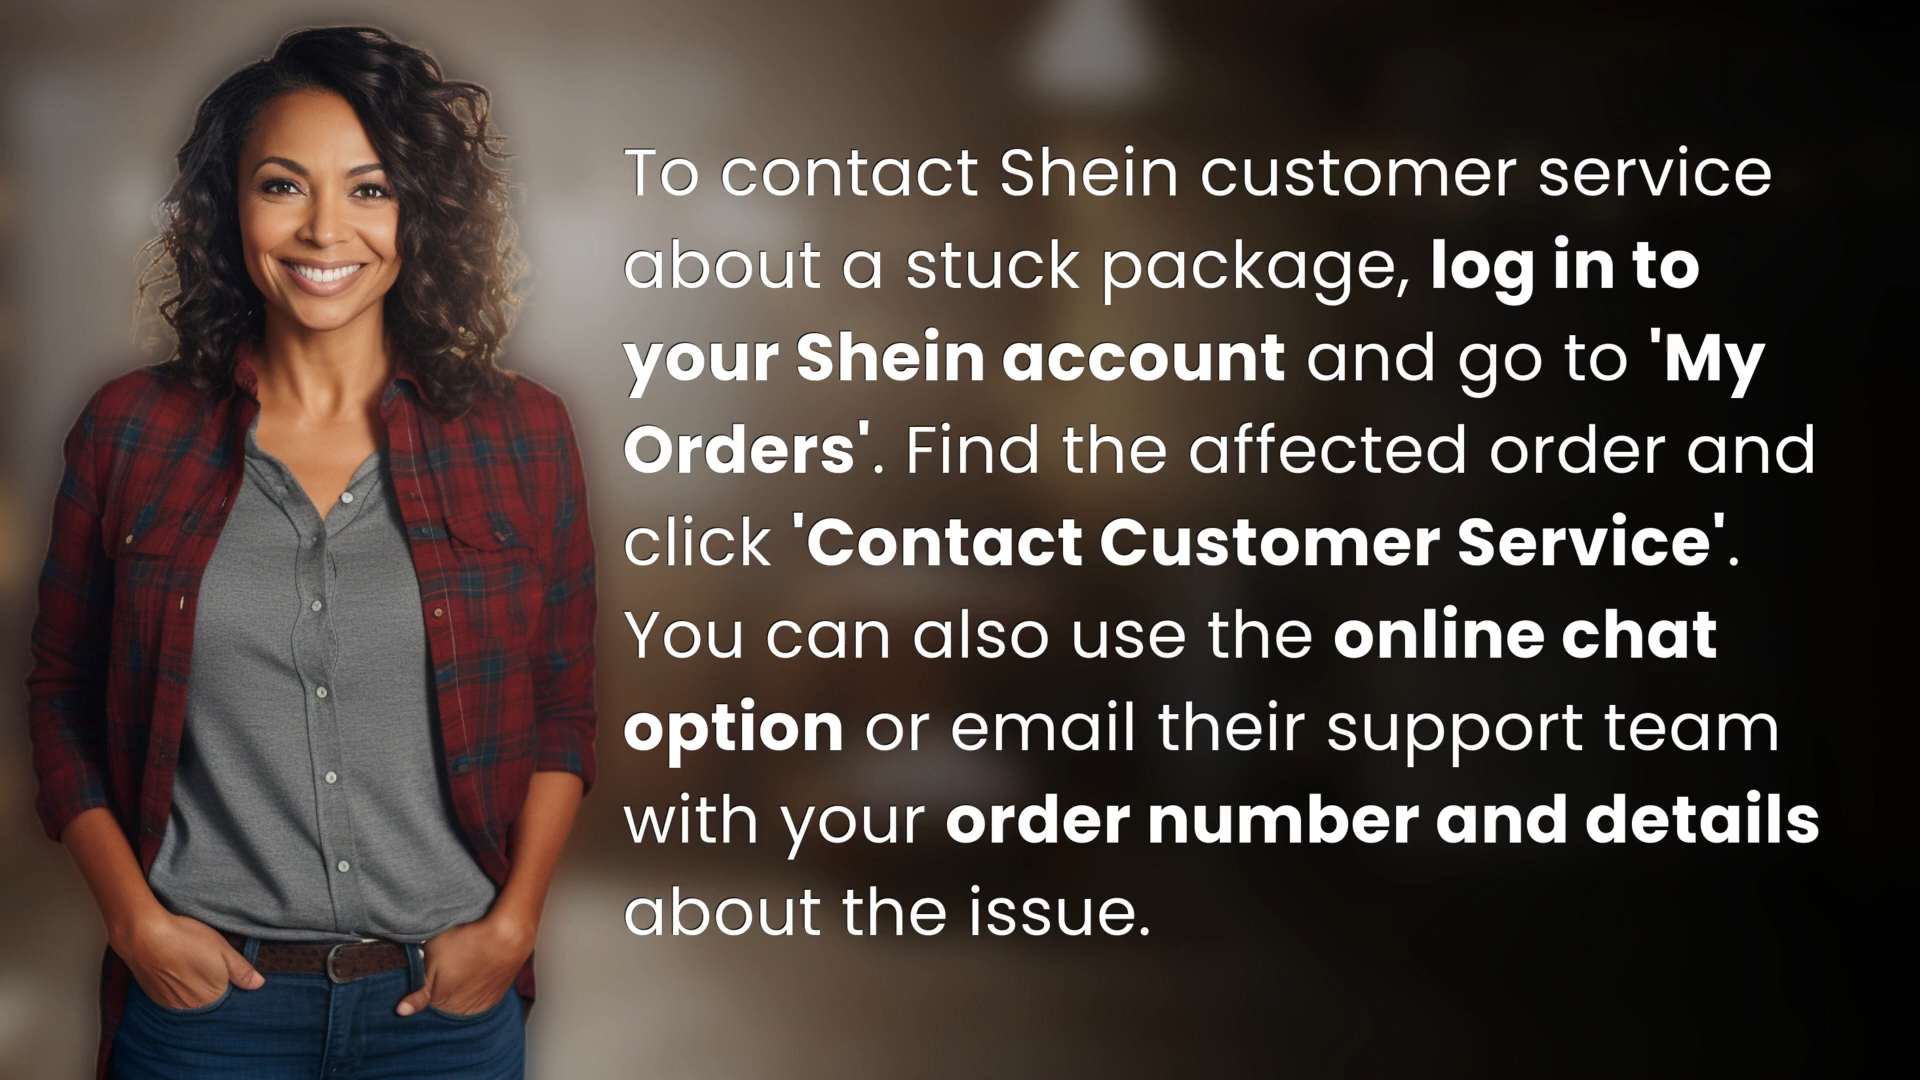 To contact Shein customer service
about a stuck package, log in to
your Shein account and go to 'My
Orders'. Find the affected order and
click 'Contact Customer Service'.
You can also use the online chat
option or email their support team
with your order number and details
about the issue.